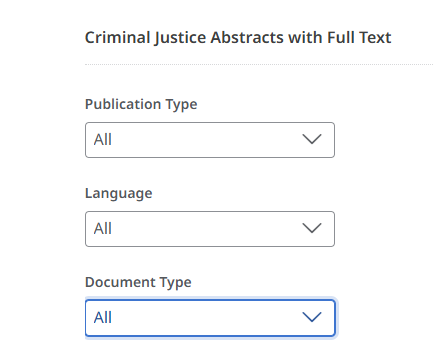 Criminal Justice Abstracts with Full Text
Publication Type
All
Language
All
Document Type
All